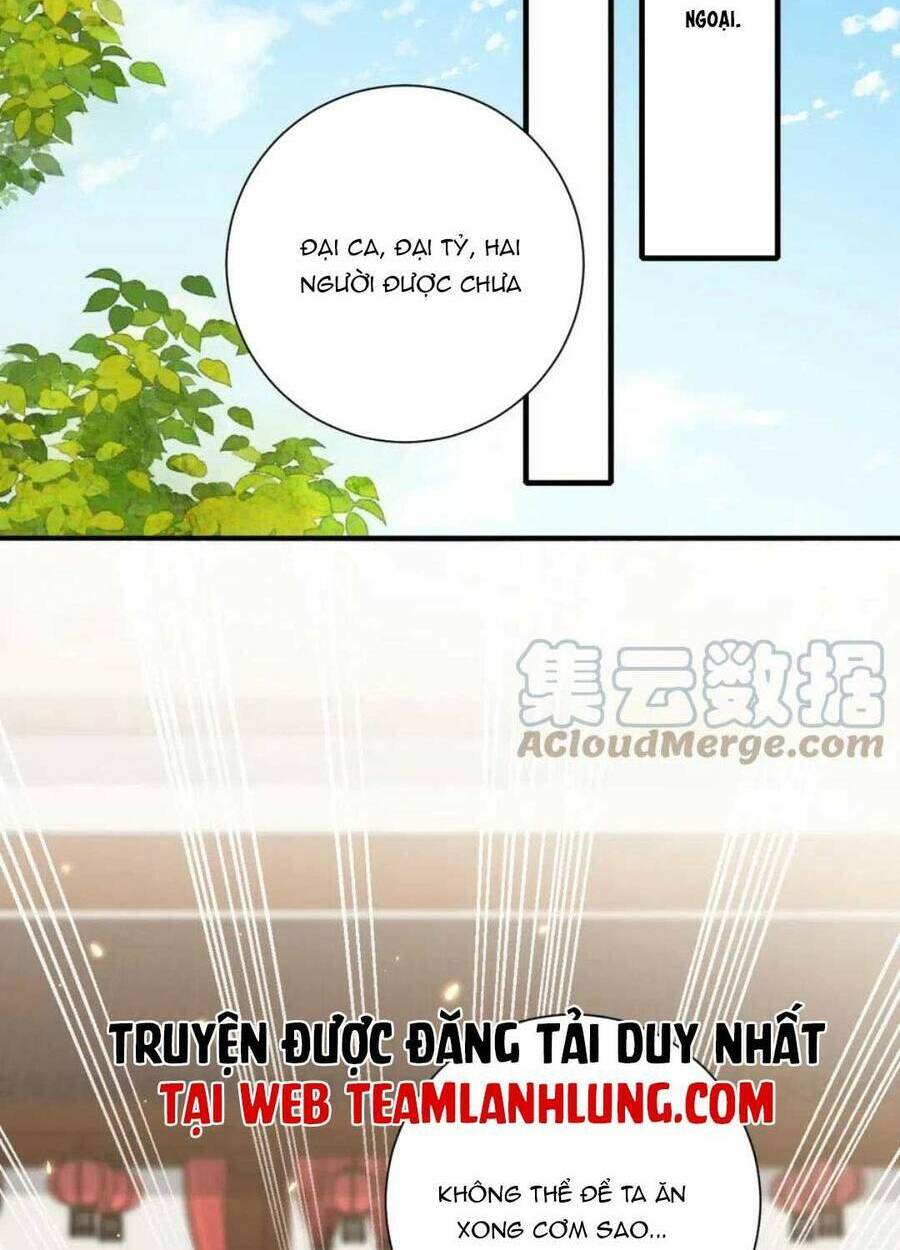 NGOẠI.
ĐẠI CA, ĐẠI TỶ, HAI
NGƯỜI ĐƯỢC CHƯA
集云数据
ACloudMerge.com
TRUYỆN ĐƯỢC ĐĂNG TẢI DUY NHẤT
TẠI WEB TEAMLANHLUNG.COM
KHÔNG THỂ ĐỂ TA ĂN
XONG CƠM SAO...